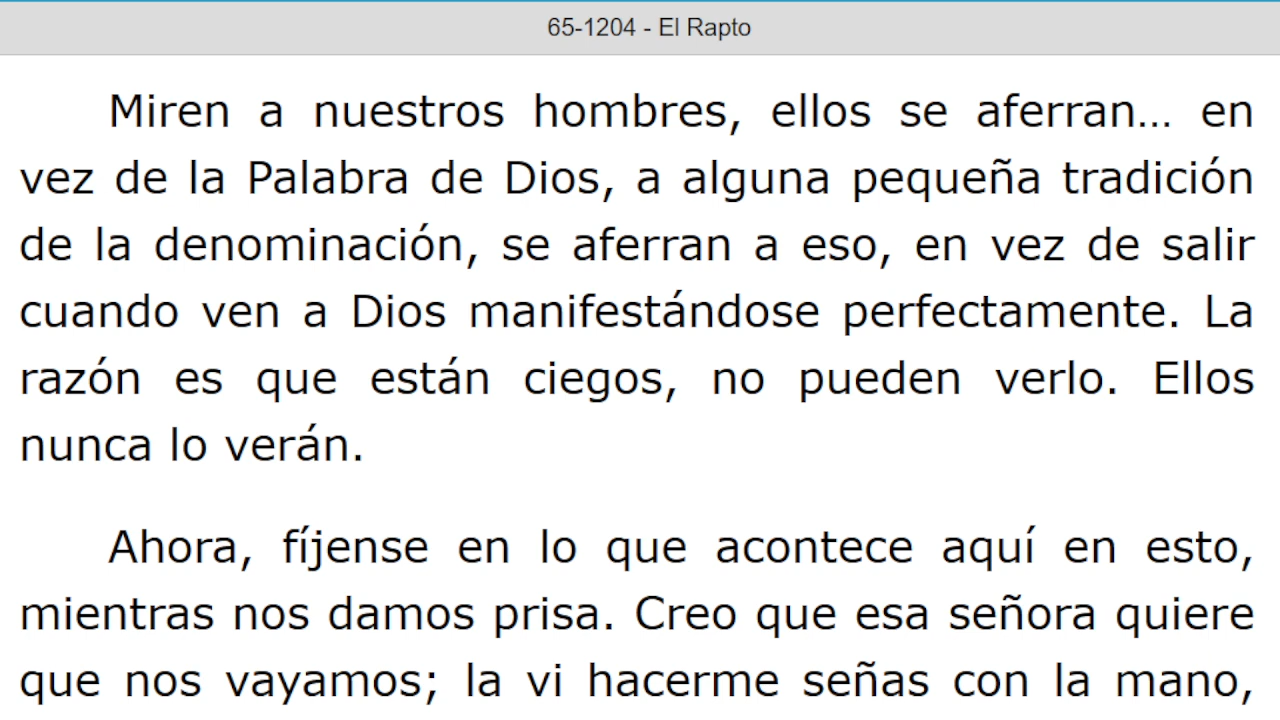 65-1204 - El Rapto
Miren a nuestros hombres, ellos se aferran... en
vez de la Palabra de Dios, a alguna pequeña tradición
de la denominación, se aferran a eso, en vez de salir
cuando ven a Dios manifestándose perfectamente. La
razón es que están ciegos, no pueden verlo. Ellos
nunca lo verán.
Ahora, fíjense en lo que acontece aquí en esto,
mientras nos damos prisa. Creo que esa señora quiere
que nos vayamos; la vi hacerme señas con la mano,